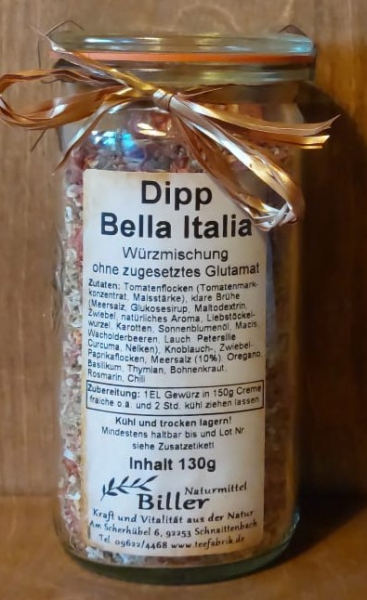 Dipp
Bella Italia
Würzmischung
ohne zugesetztes Glutamat
Zutaten: Tomatenflocken (Tomatenmark-
konzentrat, Maisstärke), klare Brühe
(Meersalz, Glukosesirup, Maltodextrin,
Zwiebel, natürliches Aroma, Liebstöckel-
wurzel, Karotten, Sonnenblumenöl, Macis,
Wacholderbeeren, Lauch, Petersilie
Curcuma, Nelken), Knoblauch-, Zwiebel-
Paprikaflocken, Meersalz (10%) Oregano,
Basilikum, Thymian, Bohnenkraut,
Rosmarin, Chili
Zubereitung: 1EL Gewürz in 150g Creme
fraiche o.ä. und 2 Std. kühl ziehen lassen
Kühl und trocken lagern!
Mindestens haltbar bis und Lot Nr.
siehe Zusatzetikett
Inhalt 130g
Naturmittel
Biller
Kraft und Vitalität aus der Natur
Am Scherhübel 6, 92253 Schnaittenbach
Tel. 09622/4468 www.teefabrik.de